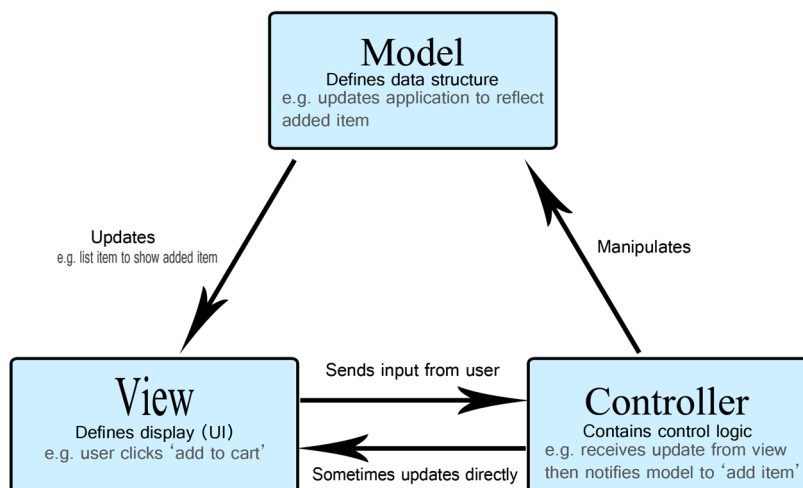 Model
Defines data structure
e.g. updates application to reflect
added item
Updates
e.g. list item to show added item
Manipulates
View
Defines display (UI)
e.g. user clicks ‘add to cart’
Sends input from user
Sometimes updates directly
Controller
Contains control logic
e.g. receives update from view
then notifies model to ‘add item’